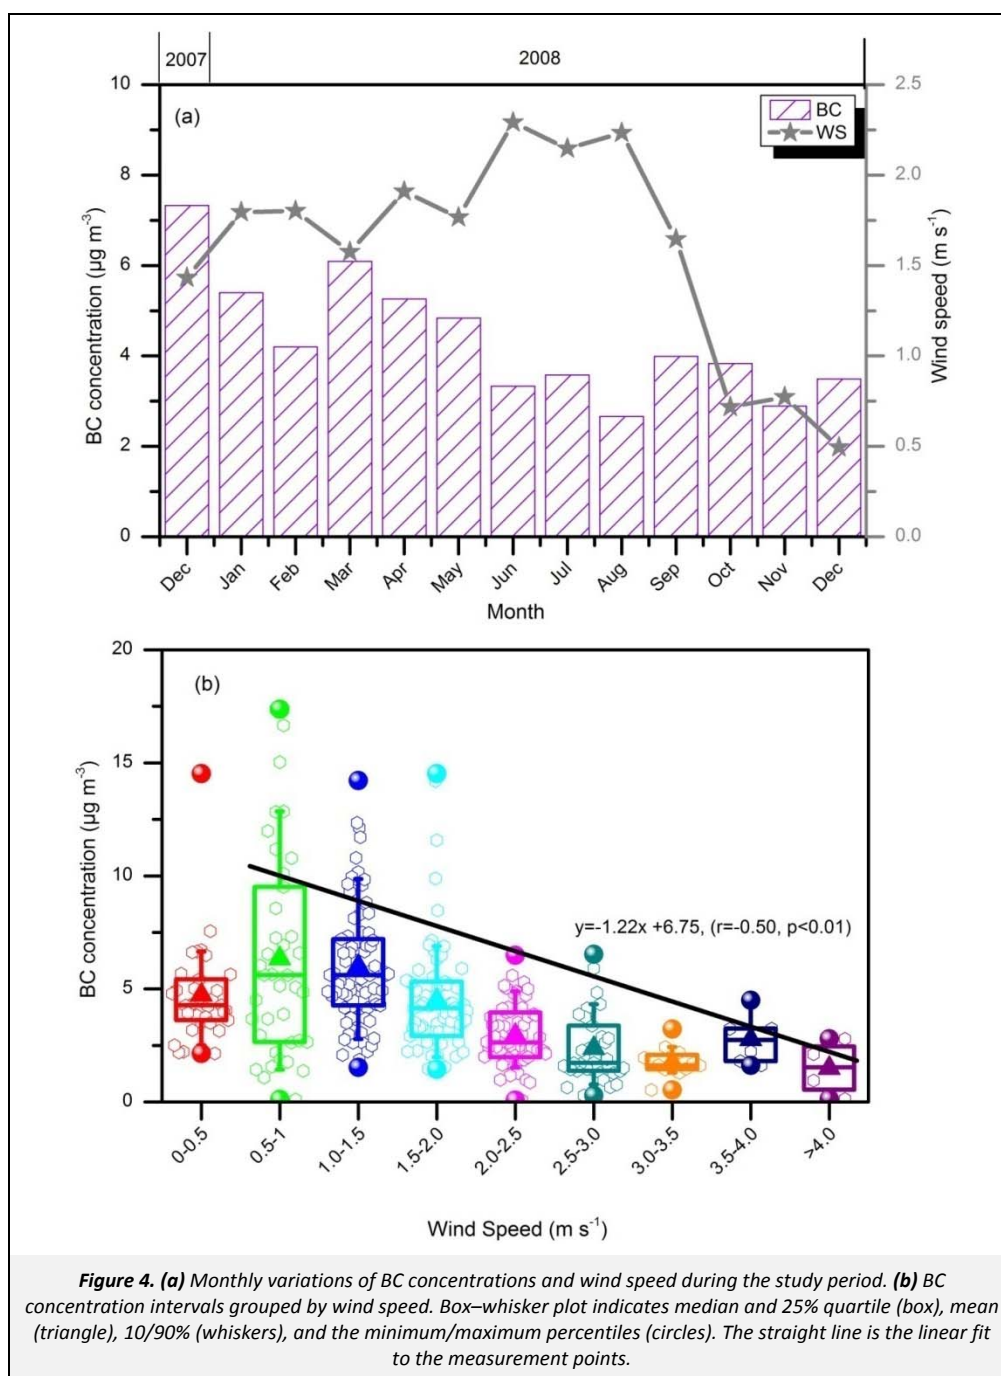 2007 2008
10 2.5
(a)
BC
WS
8 2.0
6 1.5
4 1.0
2 0.5
0 0.0
BC concentration (µg m-3)
Wind speed (m s-1)
Dec Jan Feb Mar Apr May Jun Jul Aug Sep Oct Nov Dec
Month
20
(b)
15
10
y=-1.22x +6.75, (r=-0.50, p<0.01)
5
0
BC concentration (µg m-3)
0-0.5 0.5-1 1.0-1.5 1.5-2.0 2.0-2.5 2.5-3.0 3.0-3.5 3.5-4.0 >4.0
Wind Speed (m s-1)
Figure 4. (a) Monthly variations of BC concentrations and wind speed during the study period. (b) BC
concentration intervals grouped by wind speed. Box–whisker plot indicates median and 25% quartile (box), mean
(triangle), 10/90% (whiskers), and the minimum/maximum percentiles (circles). The straight line is the linear fit
to the measurement points.